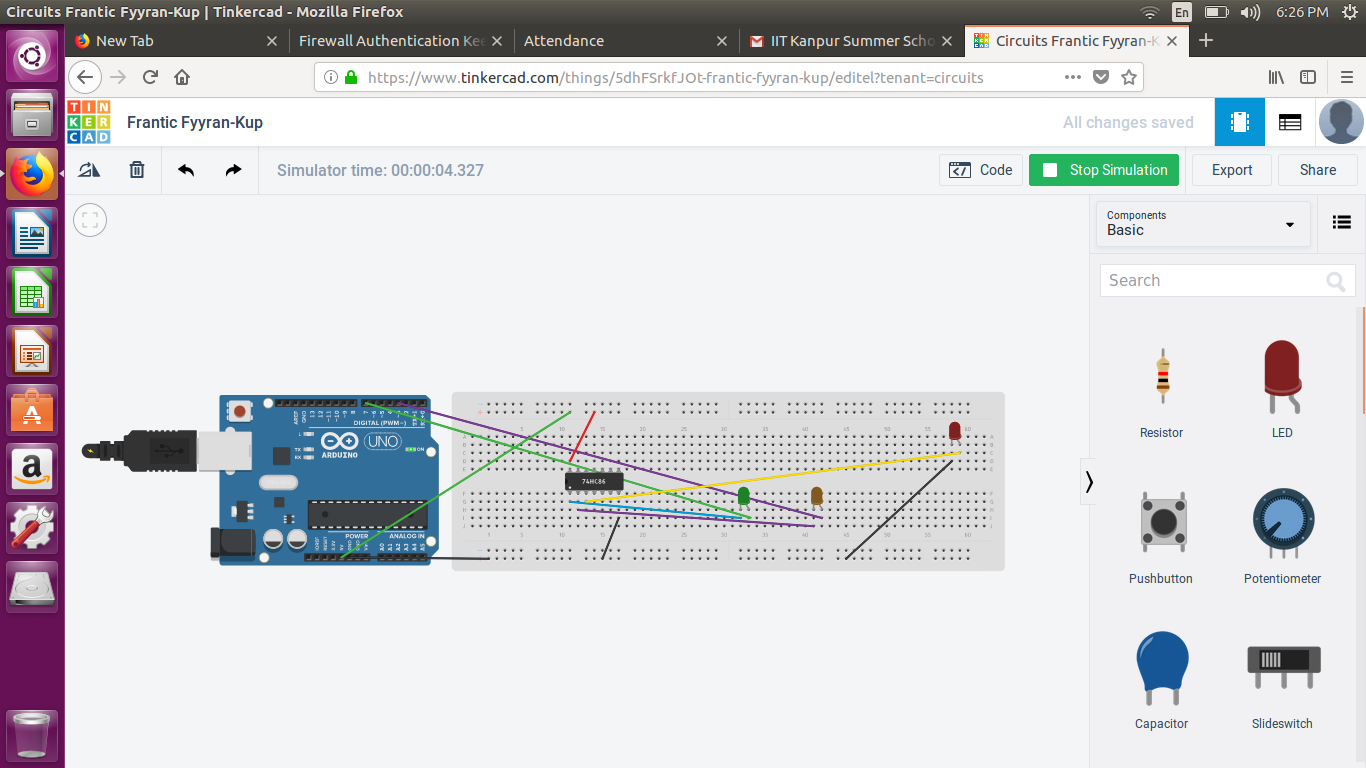 Circuits Frantic Fyyran-Kup | Tinkercad - Mozilla Firefox
En
6:26 PM
New Tab
Firewall Authentication Kee
Attendance
IIT Kanpur Summer Scho
Circuits Frantic Fyyran-K
https://www.tinkercad.com/things/5dhFSrkfJOt-frantic-fyyran-kup/editel?tenant=circuits
TIN
KER
CAD
Frantic Fyyran-Kup
All changes saved
Simulator time: 00:00:04.327
Code
Stop Simulation
Export
Share
Components
Basic
Search
Resistor
LED
Pushbutton
Potentiometer
Capacitor
Slideswitch
DIGITAL (PWM~)
UNO
ARDUINO
TX
RX
ON
POWER
ANALOG IN
74HC86